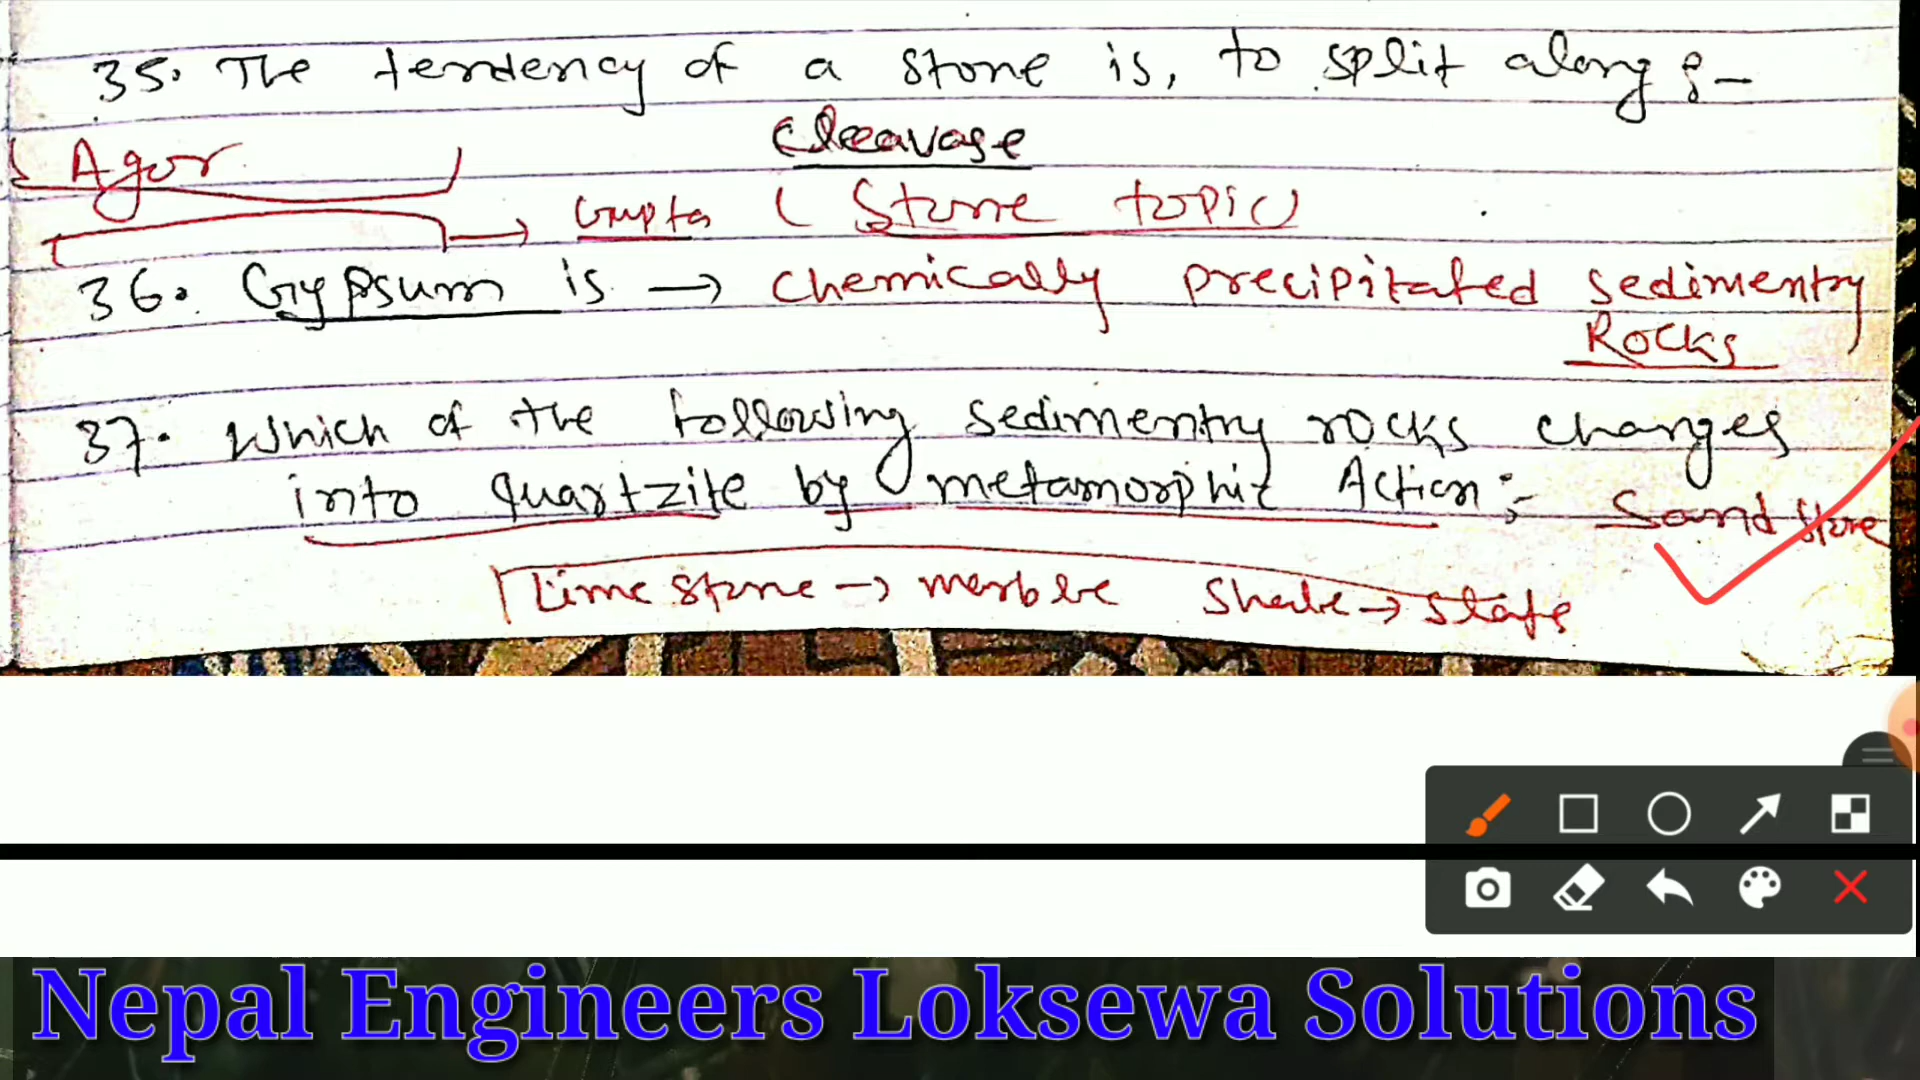 35. The tendency of a stone is, to split along :-
Cleavage
Agor
→ Gupta ( Stone topic)
36. Gypsum is → chemically precipitated sedimentry
Rocks
37. Which of the following sedimentry rocks changes
into quartzite by metamorphic Action :- Sand Stone
Lime Stone → marble Shale → slate
Nepal Engineers Loksewa Solutions